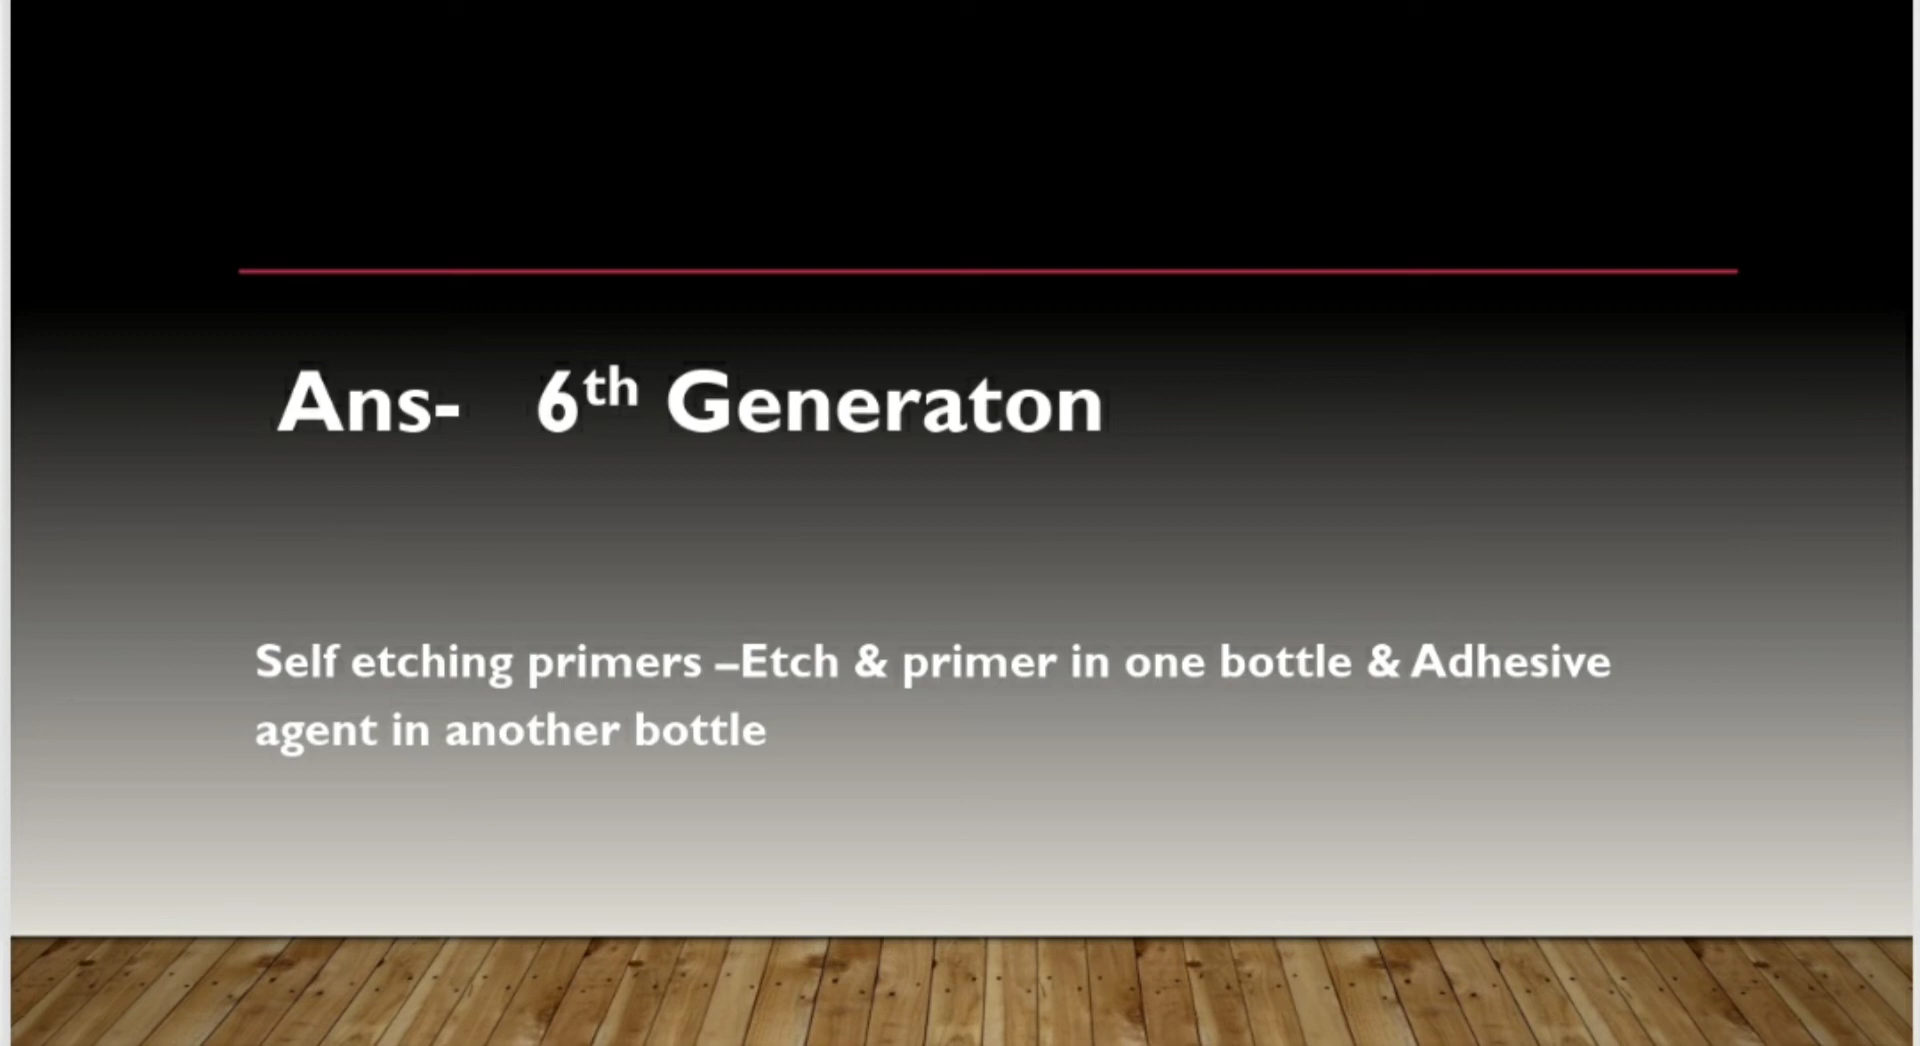 Ans- 6th Generaton
Self etching primers –Etch & primer in one bottle & Adhesive
agent in another bottle